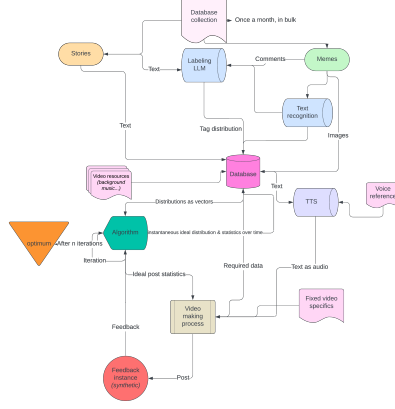 Database
collection
Once a month, in bulk
Stories
Labeling
LLM
Comments
Memes
Text
Text
recognition
Text
Tag distribution
Images
Video resources
(background
music...)
Database
Text
TTS
Voice
reference
Distributions as vectors
optimum
After n iterations
Algorithm
instantaneous ideal distribution & statistics over time
Iteration
Ideal post statistics
Required data
Text as audio
Video
making
process
Fixed video
specifics
Feedback
Feedback
instance
(synthetic)
Post